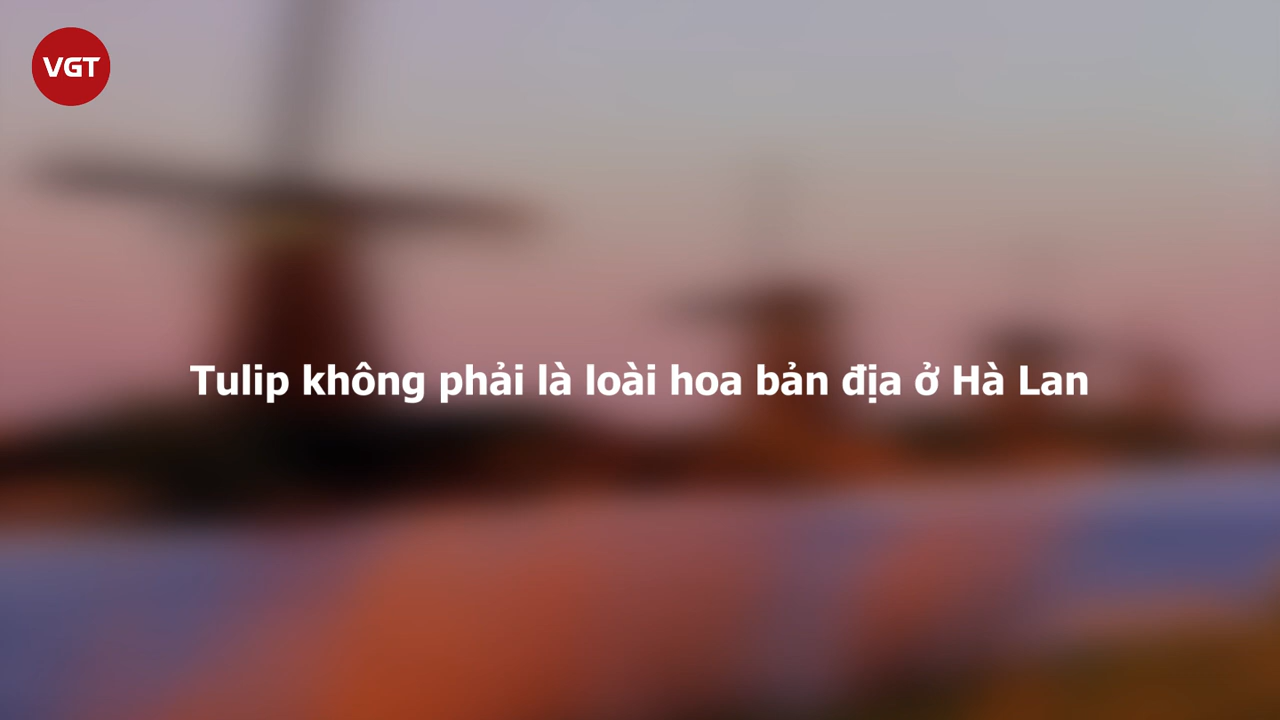 VGT
Tulip không phải là loài hoa bản địa ở Hà Lan